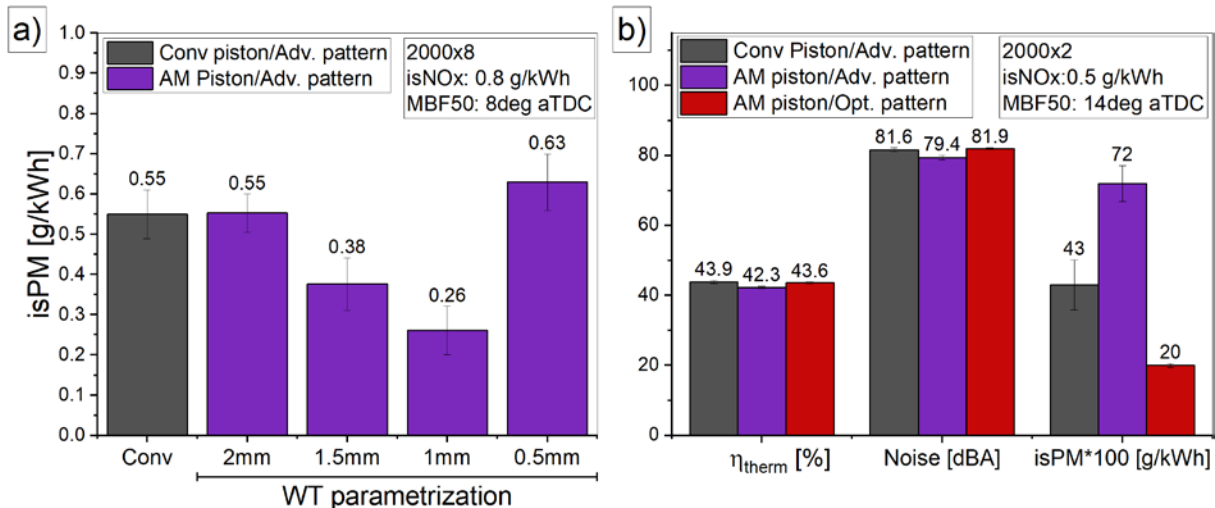 a)
Conv piston/Adv. pattern
AM Piston/Adv. pattern
2000x8
isNOx: 0.8 g/kWh
MBF50: 8deg aTDC
isPM [g/kWh]
1.0
0.9
0.8
0.7
0.6
0.5
0.4
0.3
0.2
0.1
0.0
0.55
0.55
0.38
0.26
0.63
Conv
2mm
1.5mm
1mm
0.5mm
WT parametrization
b)
Conv Piston/Adv. pattern
AM piston/Adv. pattern
AM piston/Opt. pattern
2000x2
isNOx:0.5 g/kWh
MBF50: 14deg aTDC
100
80
60
40
20
0
43.9
42.3
43.6
81.6
79.4
81.9
43
72
20
ηtherm [%]
Noise [dBA]
isPM*100 [g/kWh]